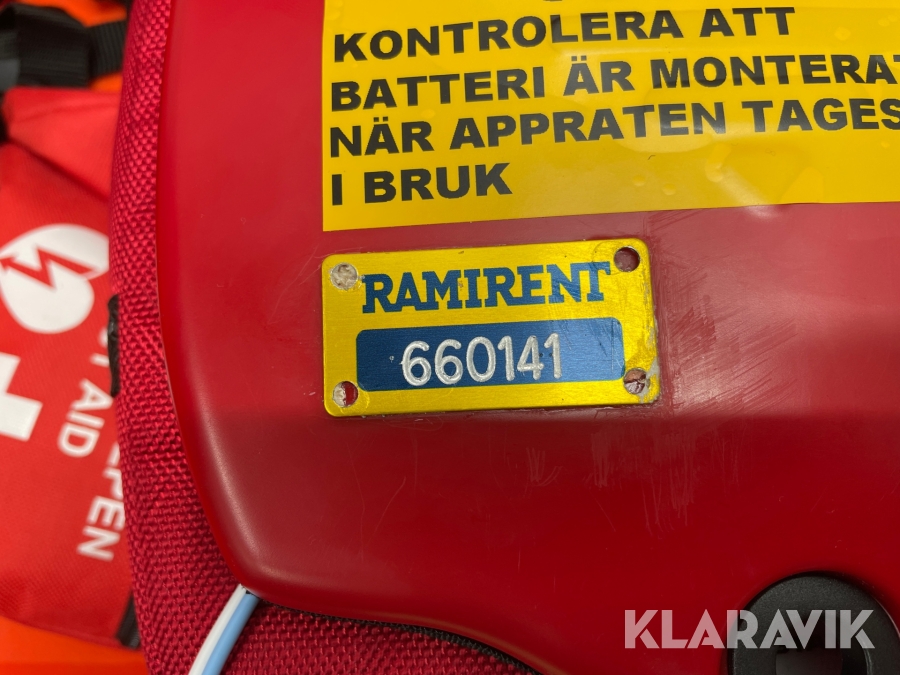 KONTROLERA ATT
BATTERI ÄR MONTERAT
NÄR APPRATEN TAGES
I BRUK
RAMIRENT
660141
AID
KLARAVIK